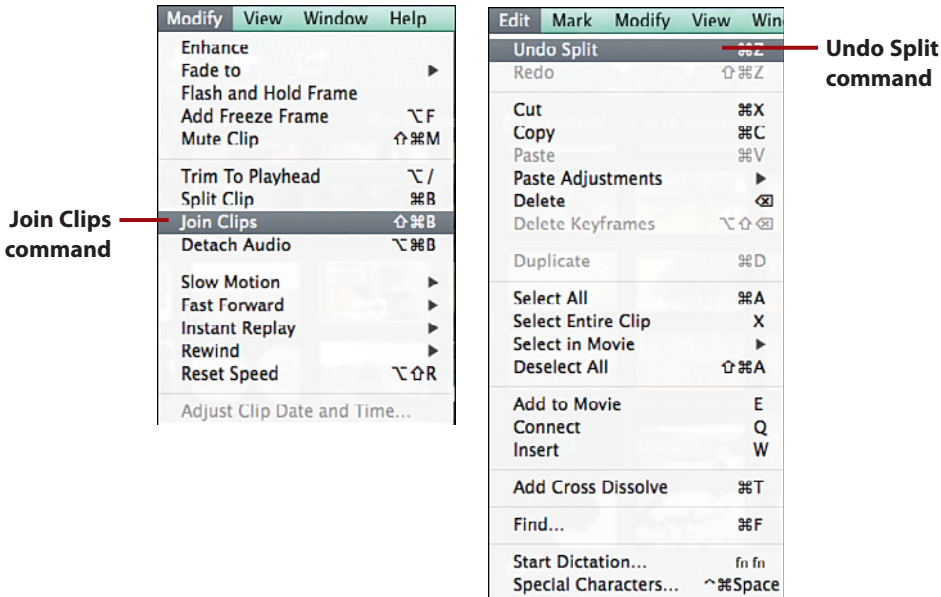 Modify View Window Help
Enhance
Fade to ▶
Flash and Hold Frame
Add Freeze Frame ⌥F
Mute Clip ⇧⌘M
Trim To Playhead ⌥/
Split Clip ⌘B
Join Clips ⇧⌘B
Detach Audio ⌥⌘B
Slow Motion ▶
Fast Forward ▶
Instant Replay ▶
Rewind ▶
Reset Speed ⌥⇧R
Adjust Clip Date and Time...
Join Clips
command
Edit Mark Modify View Win
Undo Split ⌘Z
Redo ⇧⌘Z
Cut ⌘X
Copy ⌘C
Paste ⌘V
Paste Adjustments ▶
Delete ⌫
Delete Keyframes ⌥⇧⌫
Duplicate ⌘D
Select All ⌘A
Select Entire Clip X
Select in Movie ▶
Deselect All ⇧⌘A
Add to Movie E
Connect Q
Insert W
Add Cross Dissolve ⌘T
Find... ⌘F
Start Dictation... fn fn
Special Characters... ^⌘Space
Undo Split
command